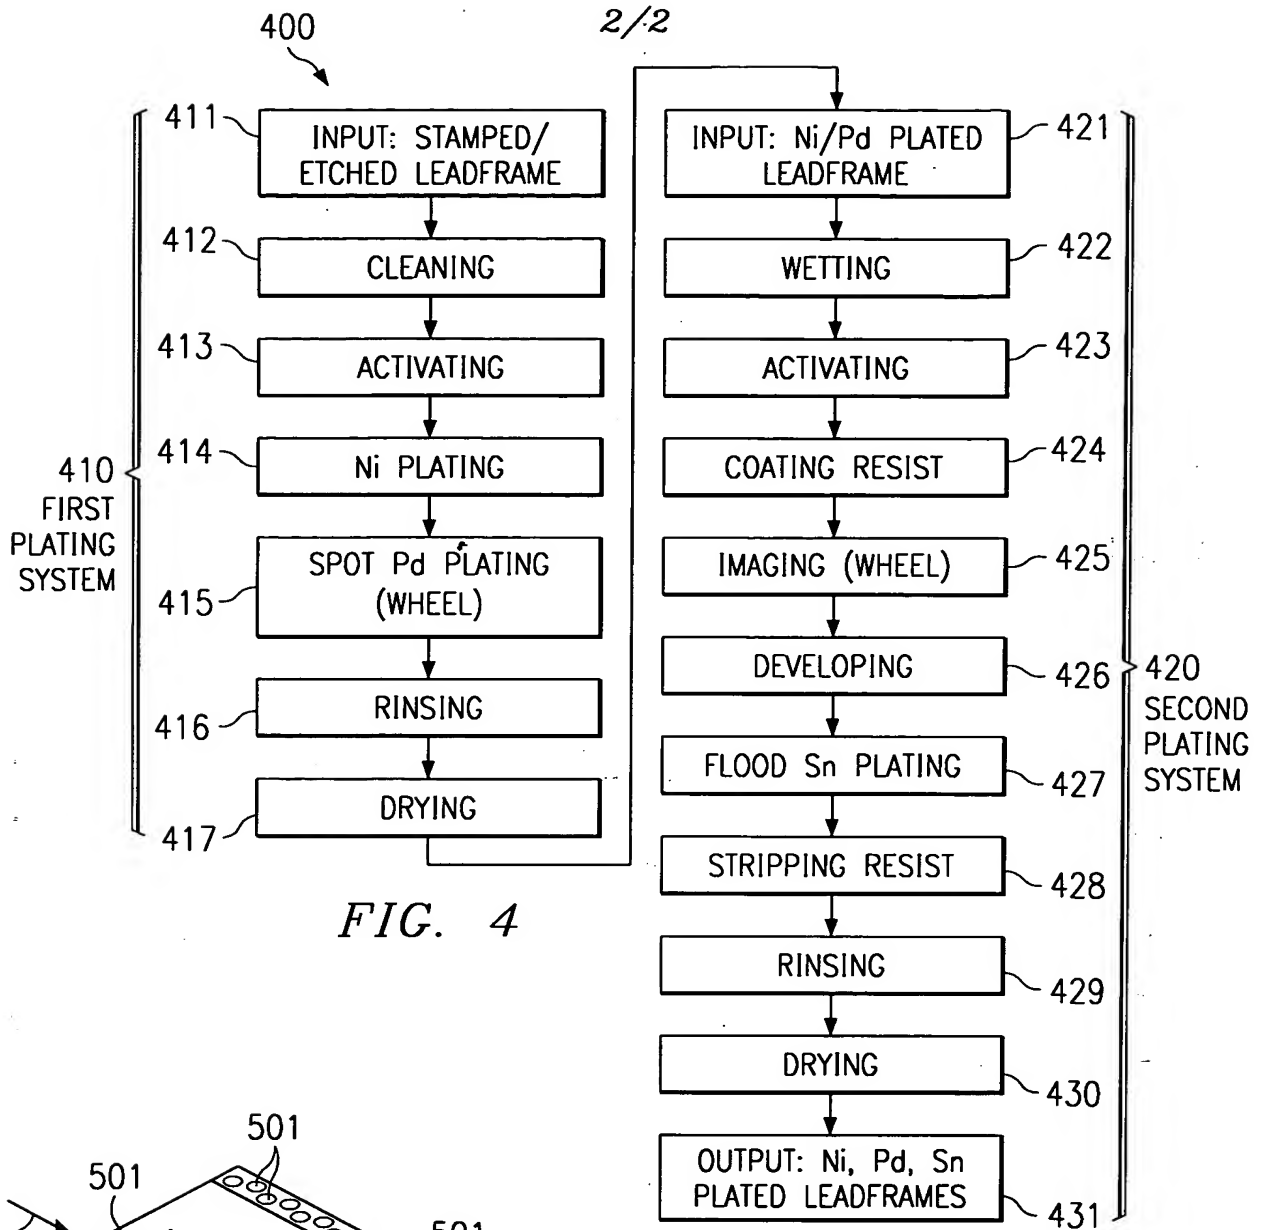 2/2
400
411
INPUT: STAMPED/
ETCHED LEADFRAME
412
CLEANING
413
ACTIVATING
414
Ni PLATING
415
SPOT Pd PLATING
(WHEEL)
416
RINSING
417
DRYING
410
FIRST
PLATING
SYSTEM
FIG. 4
INPUT: Ni/Pd PLATED
LEADFRAME
421
WETTING
422
ACTIVATING
423
COATING RESIST
424
IMAGING (WHEEL)
425
DEVELOPING
426
FLOOD Sn PLATING
427
STRIPPING RESIST
428
RINSING
429
DRYING
430
OUTPUT: Ni, Pd, Sn
PLATED LEADFRAMES
431
420
SECOND
PLATING
SYSTEM
501
501
501